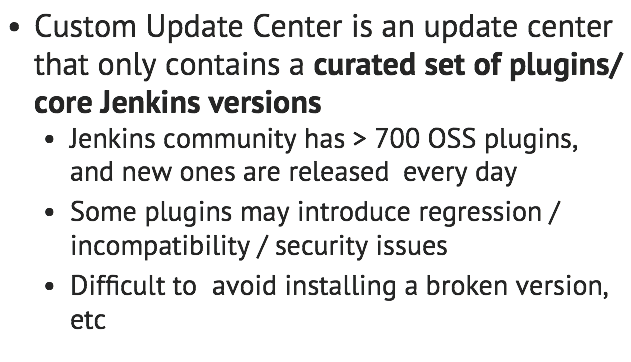 • Custom Update Center is an update center
that only contains a curated set of plugins/
core Jenkins versions
• Jenkins community has > 700 OSS plugins,
and new ones are released  every day
• Some plugins may introduce regression /
incompatibility / security issues
• Difficult to  avoid installing a broken version,
etc